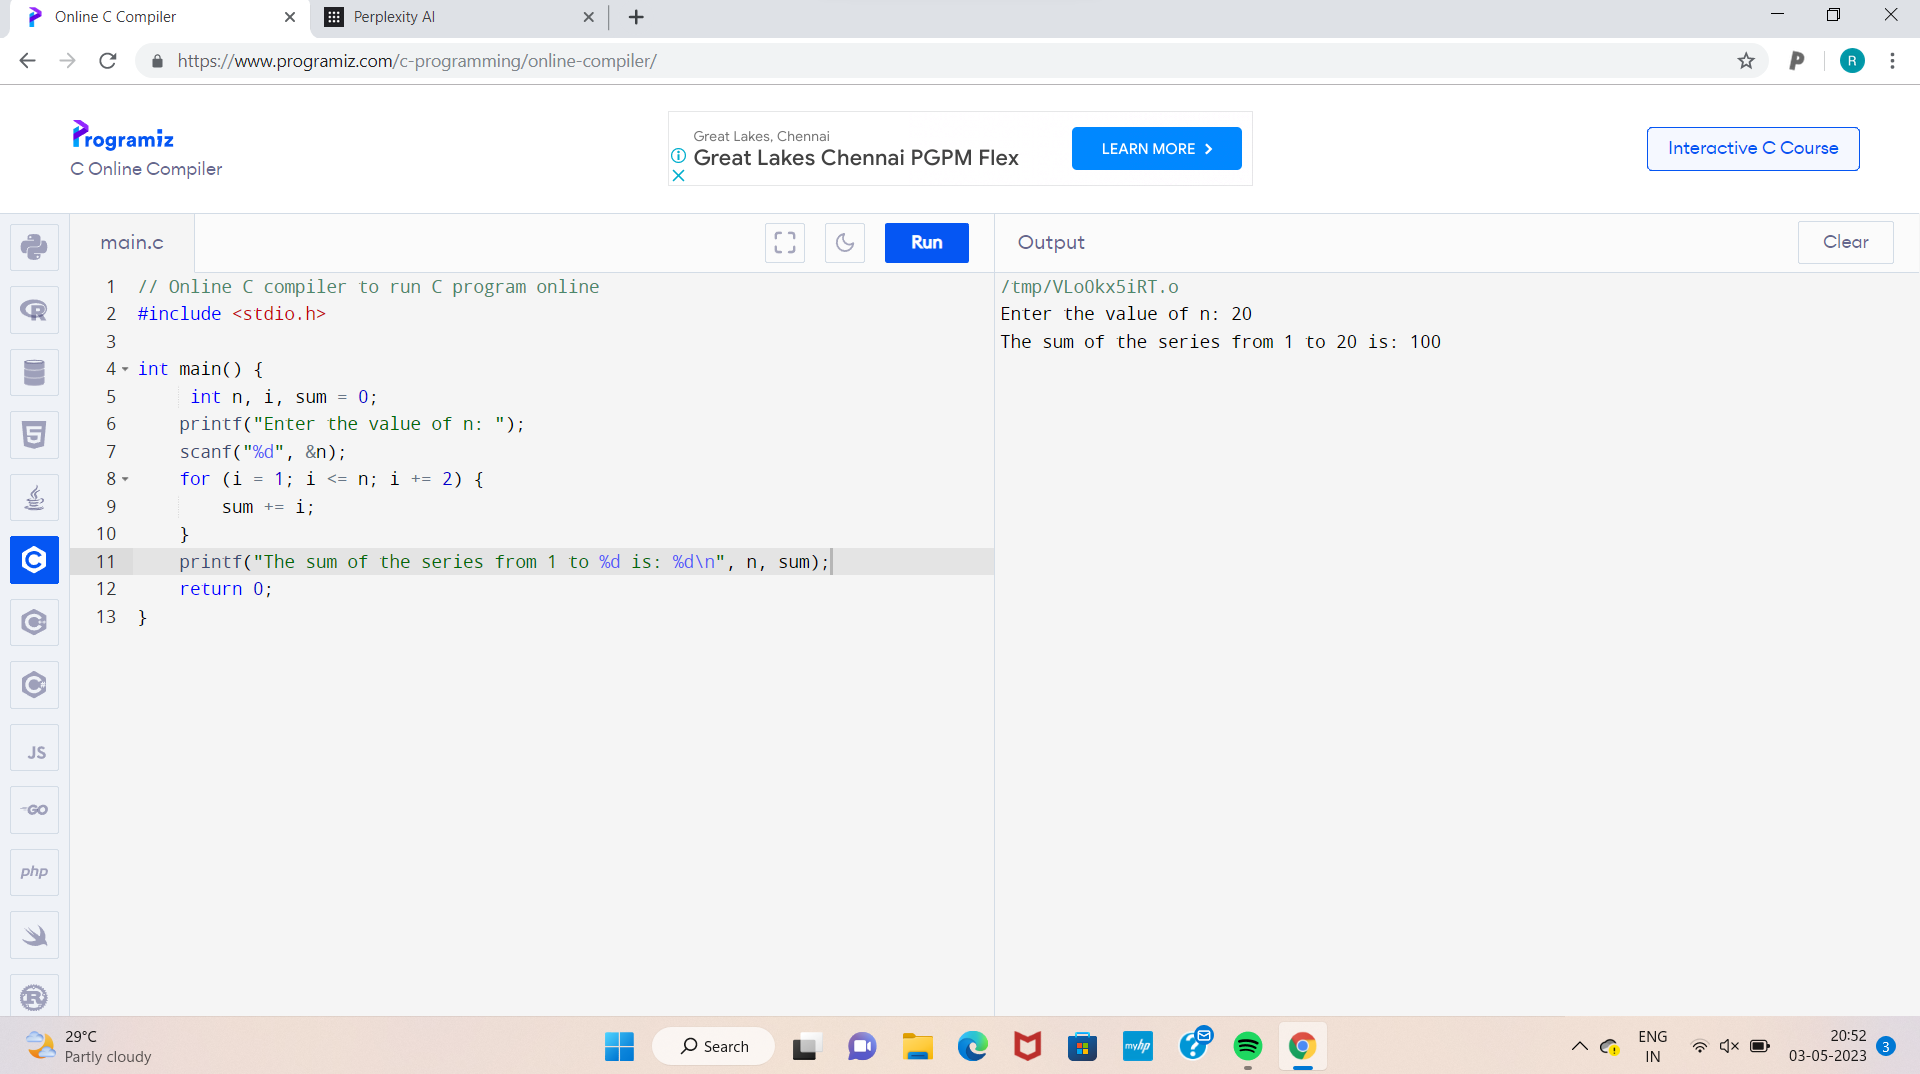 Online C Compiler
Perplexity AI
https://www.programiz.com/c-programming/online-compiler/
R
Programiz
C Online Compiler
Great Lakes, Chennai
Great Lakes Chennai PGPM Flex
LEARN MORE
Interactive C Course
main.c
Run
Output
Clear
1 // Online C compiler to run C program online
2 #include <stdio.h>
3
4 int main() {
5 int n, i, sum = 0;
6 printf("Enter the value of n: ");
7 scanf("%d", &n);
8 for (i = 1; i <= n; i += 2) {
9 sum += i;
10 }
11 printf("The sum of the series from 1 to %d is: %d\n", n, sum);
12 return 0;
13 }
/tmp/VLoOkx5iRT.o
Enter the value of n: 20
The sum of the series from 1 to 20 is: 100
JS
GO
php
29°C
Partly cloudy
Search
myhp
ENG
IN
20:52
03-05-2023
3